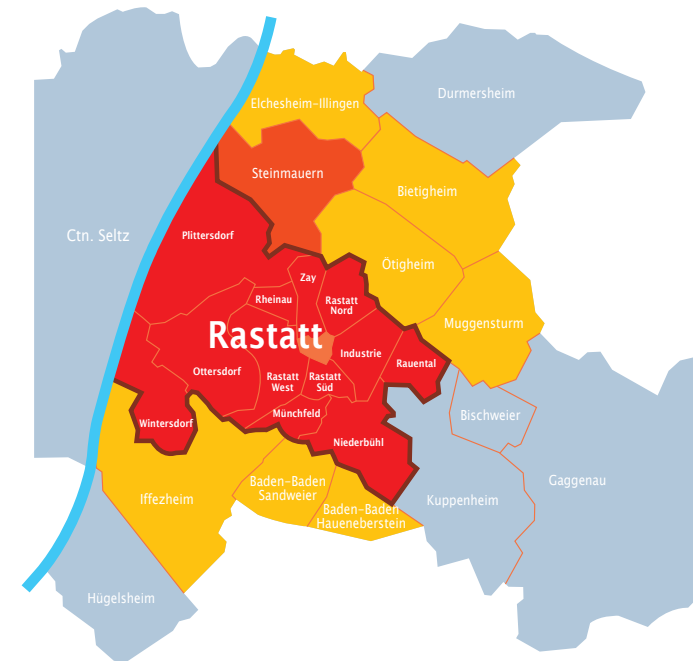 Durmersheim
Elchesheim-Illingen
Steinmauern
Bietigheim
Ctn. Seltz
Plittersdorf
Ötigheim
Zay
Rheinau
Rastatt
Nord
Muggensturm
Rastatt
Industrie
Rauental
Ottersdorf
Rastatt
West
Rastatt
Süd
Münchfeld
Bischweier
Wintersdorf
Niederbühl
Gaggenau
Baden-Baden
Sandweier
Iffezheim
Kuppenheim
Baden-Baden
Haueneberstein
Hügelsheim